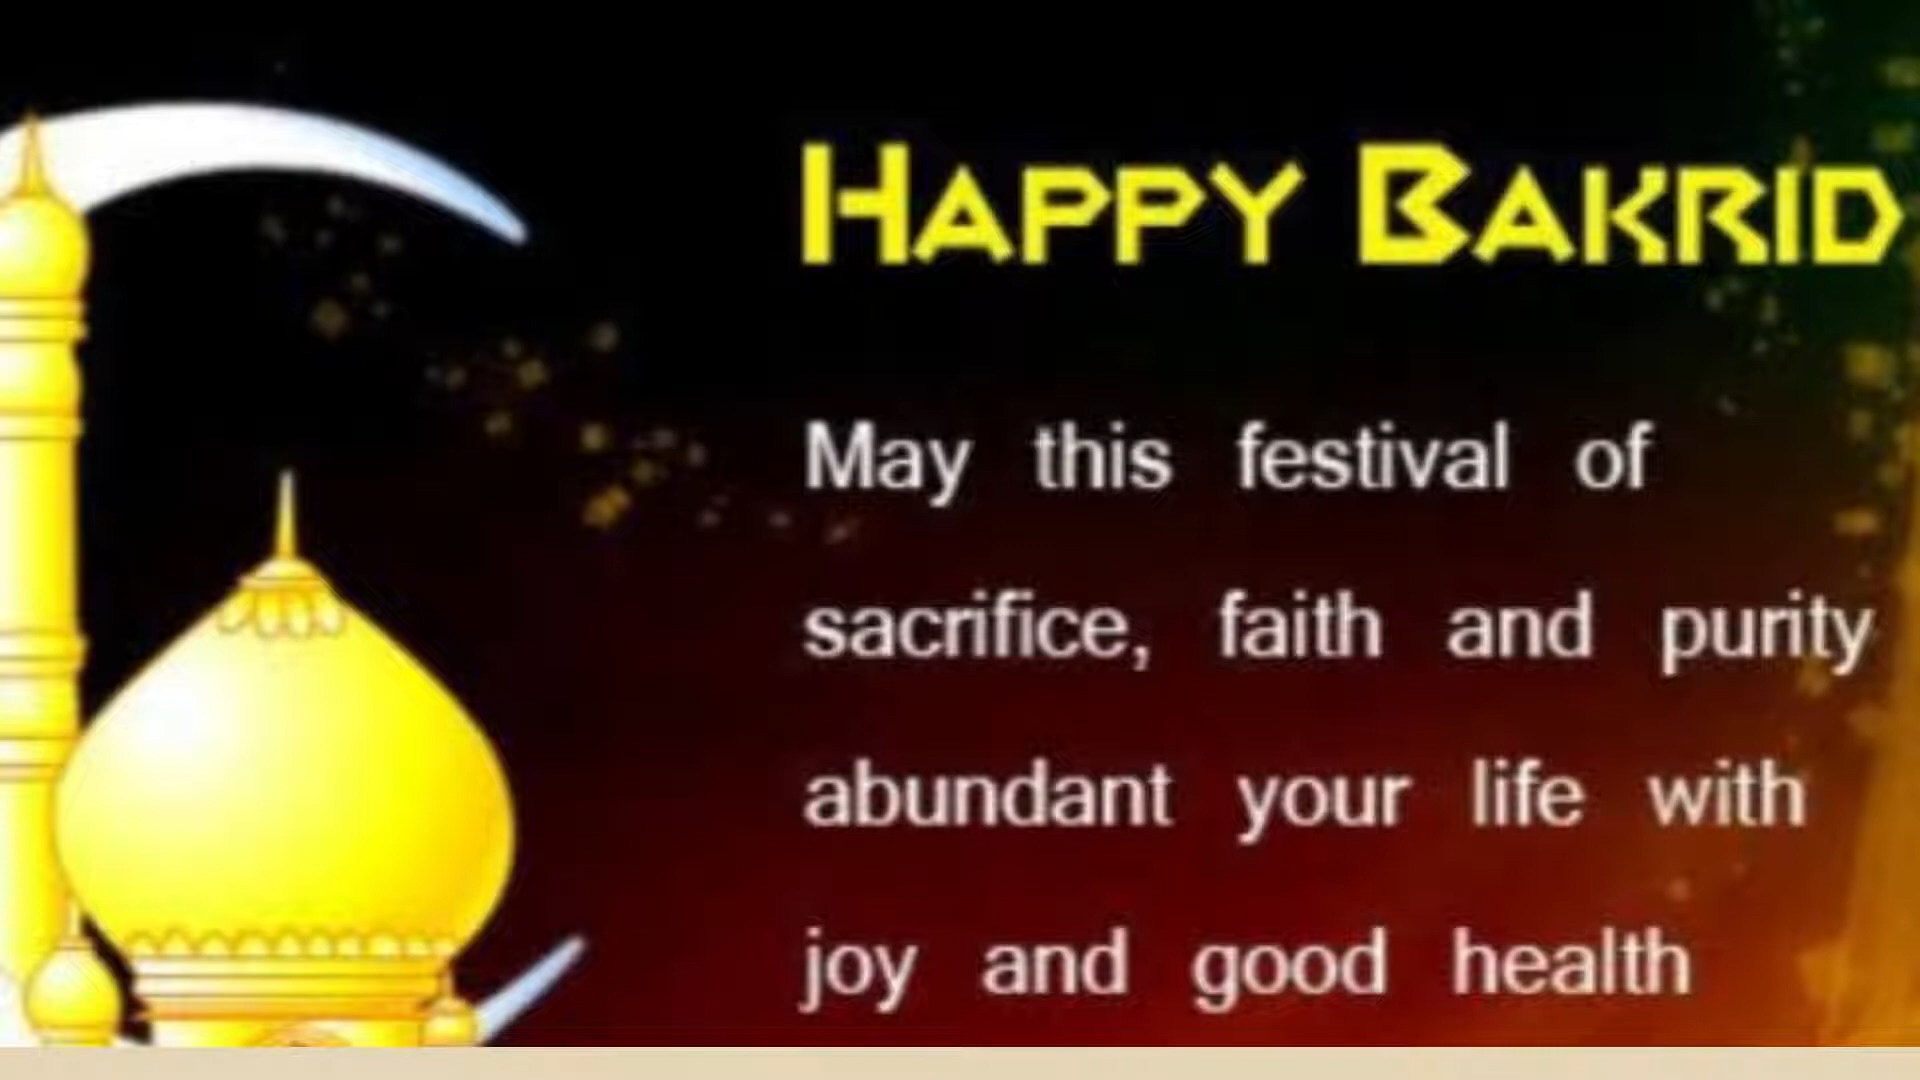 Happy Bakrid
May this festival of
sacrifice, faith and purity
abundant your life with
joy and good health